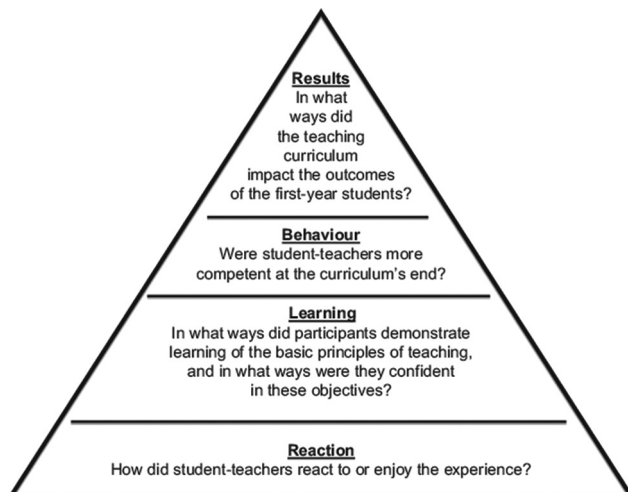 Results
In what
ways did
the teaching
curriculum
impact the outcomes
of the first-year students?
Behaviour
Were student-teachers more
competent at the curriculum's end?
Learning
In what ways did participants demonstrate
learning of the basic principles of teaching,
and in what ways were they confident
in these objectives?
Reaction
How did student-teachers react to or enjoy the experience?